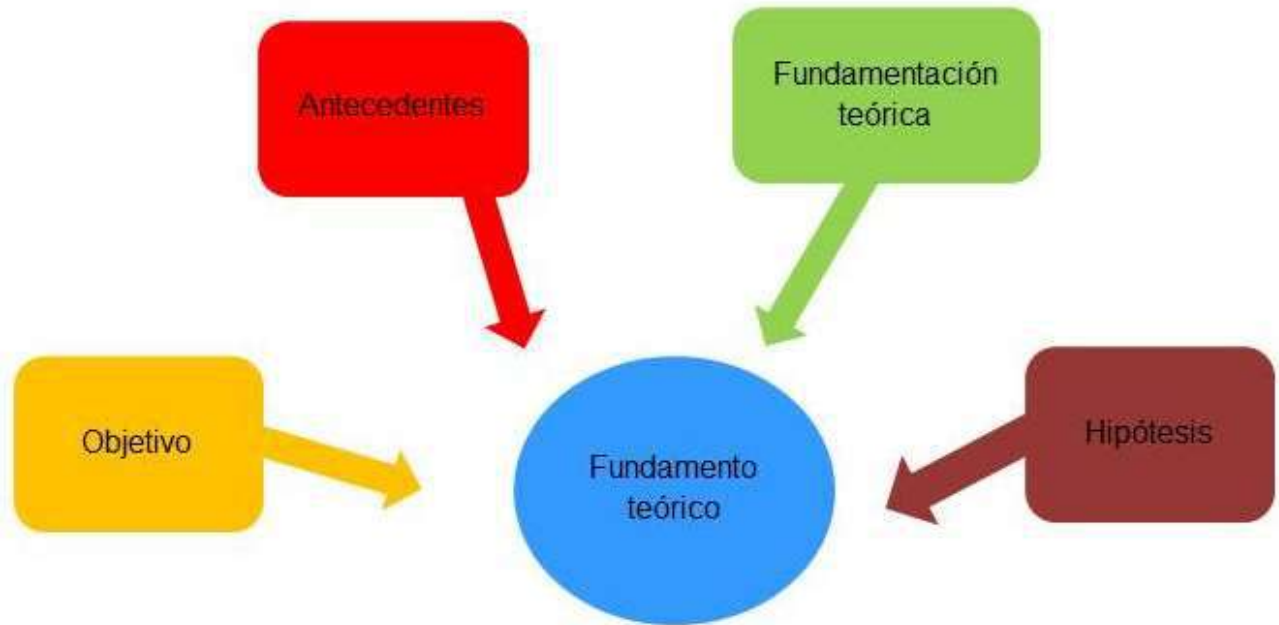 Antecedentes
Fundamentación
teórica
Objetivo
Fundamento
teórico
Hipótesis